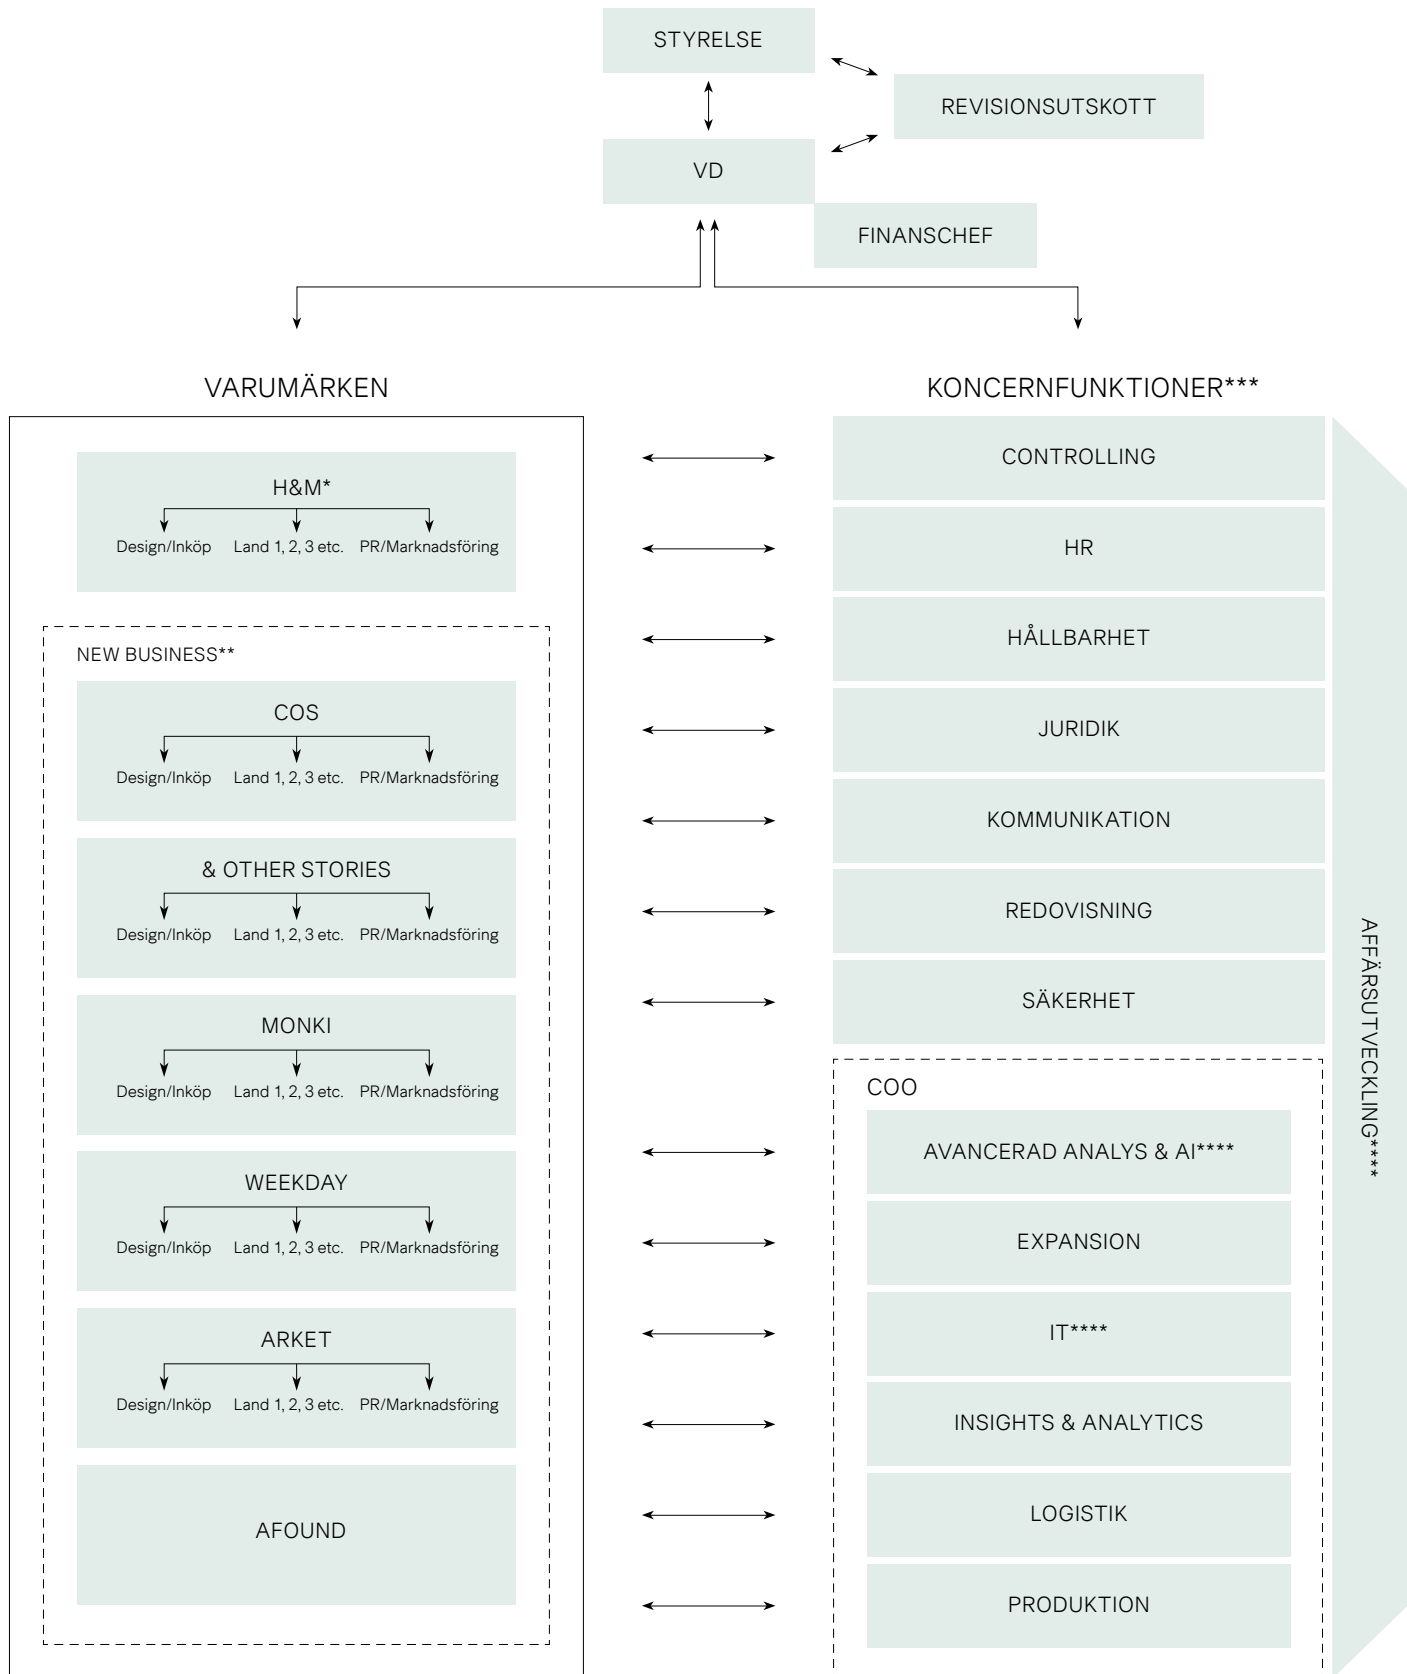 STYRELSE
REVISIONSUTSKOTT
VD
FINANSCHEF
VARUMÄRKEN
H&M*
Design/Inköp Land 1, 2, 3 etc. PR/Marknadsföring
NEW BUSINESS**
COS
Design/Inköp Land 1, 2, 3 etc. PR/Marknadsföring
& OTHER STORIES
Design/Inköp Land 1, 2, 3 etc. PR/Marknadsföring
MONKI
Design/Inköp Land 1, 2, 3 etc. PR/Marknadsföring
WEEKDAY
Design/Inköp Land 1, 2, 3 etc. PR/Marknadsföring
ARKET
Design/Inköp Land 1, 2, 3 etc. PR/Marknadsföring
AFOUND
KONCERNFUNKTIONER***
CONTROLLING
HR
HÅLLBARHET
JURIDIK
KOMMUNIKATION
REDOVISNING
SÄKERHET
COO
AVANCERAD ANALYS & AI****
EXPANSION
IT****
INSIGHTS & ANALYTICS
LOGISTIK
PRODUKTION
AFFÄRSUTVECKLING****